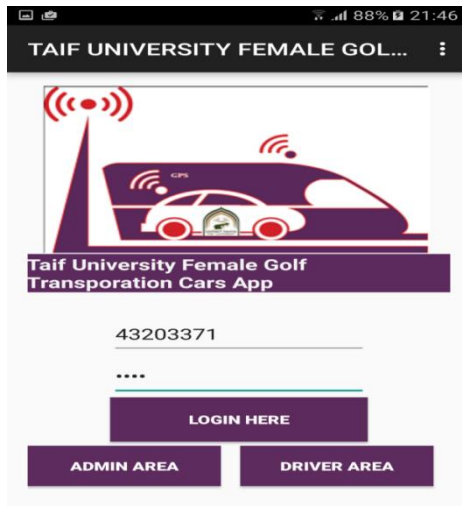 88% 21:46
TAIF UNIVERSITY FEMALE GOL...
GPS
Taif University Female Golf
Transporation Cars App
43203371
••••
LOGIN HERE
ADMIN AREA
DRIVER AREA